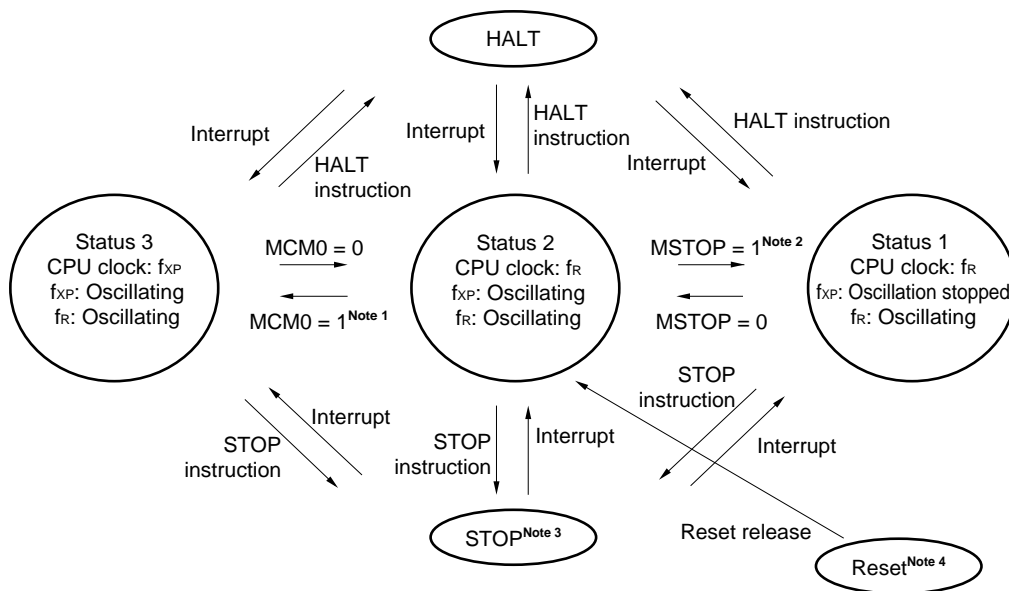 HALT
Interrupt
HALT
instruction
Interrupt
HALT
instruction
HALT instruction
Interrupt
Status 3
CPU clock: fXP
fXP: Oscillating
fR: Oscillating
MCM0 = 0
MCM0 = 1Note 1
Status 2
CPU clock: fR
fXP: Oscillating
fR: Oscillating
MSTOP = 1Note 2
MSTOP = 0
Status 1
CPU clock: fR
fXP: Oscillation stopped
fR: Oscillating
STOP
instruction
Interrupt
STOP
instruction
Interrupt
STOP
instruction
Interrupt
STOPNote 3
Reset release
ResetNote 4